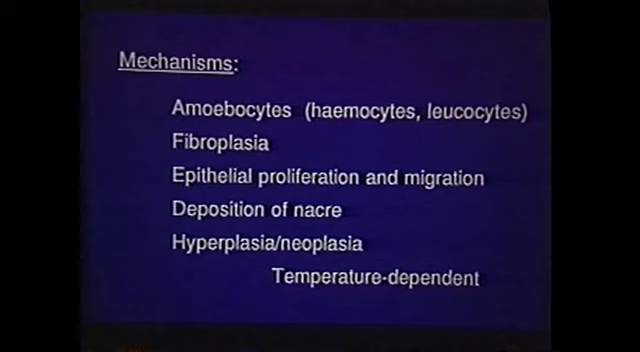 Mechanisms:
Amoebocytes (haemocytes, leucocytes)
Fibroplasia
Epithelial proliferation and migration
Deposition of nacre
Hyperplasia/neoplasia
Temperature-dependent